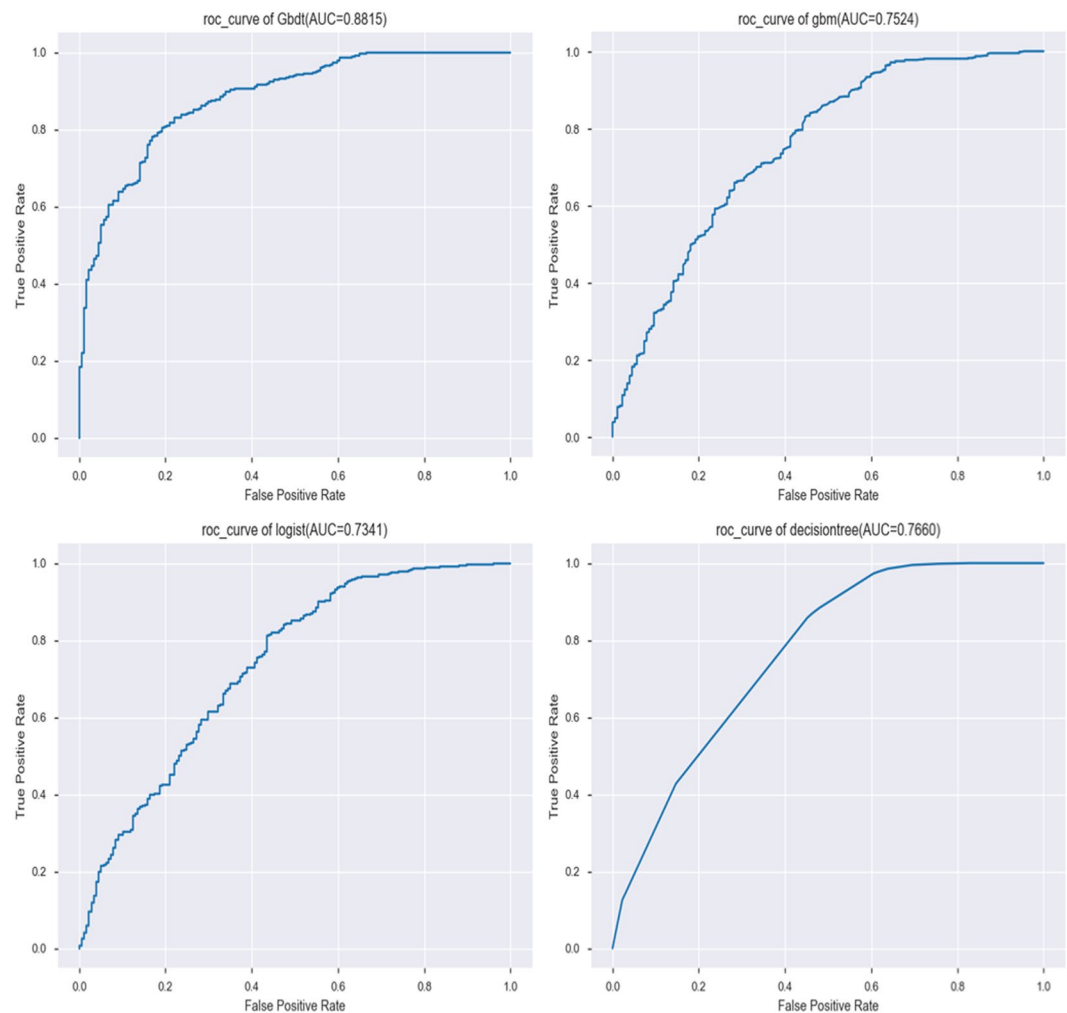 roc_curve of Gbdt(AUC=0.8815)
1.0
0.8
0.6
0.4
0.2
0.0
True Positive Rate
0.0 0.2 0.4 0.6 0.8 1.0
False Positive Rate
roc_curve of gbm(AUC=0.7524)
1.0
0.8
0.6
0.4
0.2
0.0
True Positive Rate
0.0 0.2 0.4 0.6 0.8 1.0
False Positive Rate
roc_curve of logist(AUC=0.7341)
1.0
0.8
0.6
0.4
0.2
0.0
True Positive Rate
0.0 0.2 0.4 0.6 0.8 1.0
False Positive Rate
roc_curve of decisiontree(AUC=0.7660)
1.0
0.8
0.6
0.4
0.2
0.0
True Positive Rate
0.0 0.2 0.4 0.6 0.8 1.0
False Positive Rate